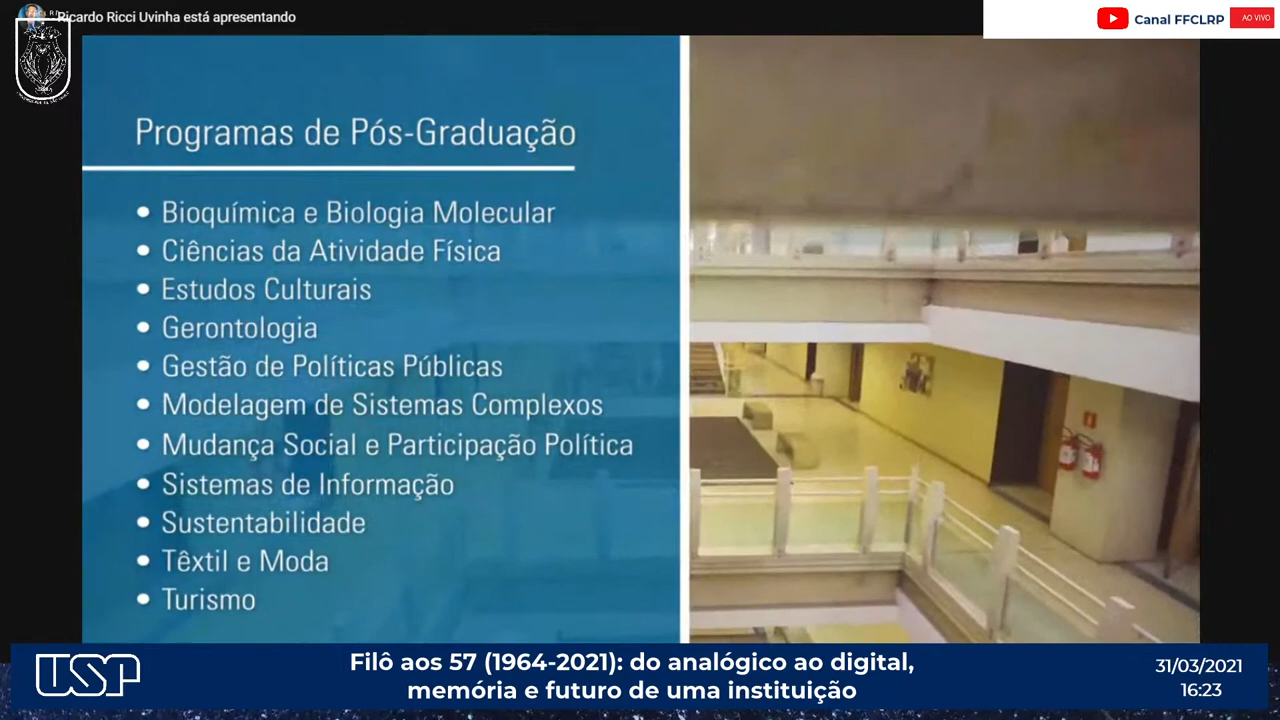 Ricardo Ricci Uvinha está apresentando
Canal FFCLRP
AO VIVO
Programas de Pós-Graduação
• Bioquímica e Biologia Molecular
• Ciências da Atividade Física
• Estudos Culturais
• Gerontologia
• Gestão de Políticas Públicas
• Modelagem de Sistemas Complexos
• Mudança Social e Participação Política
• Sistemas de Informação
• Sustentabilidade
• Têxtil e Moda
• Turismo
USP
Filô aos 57 (1964-2021): do analógico ao digital,
memória e futuro de uma instituição
31/03/2021
16:23